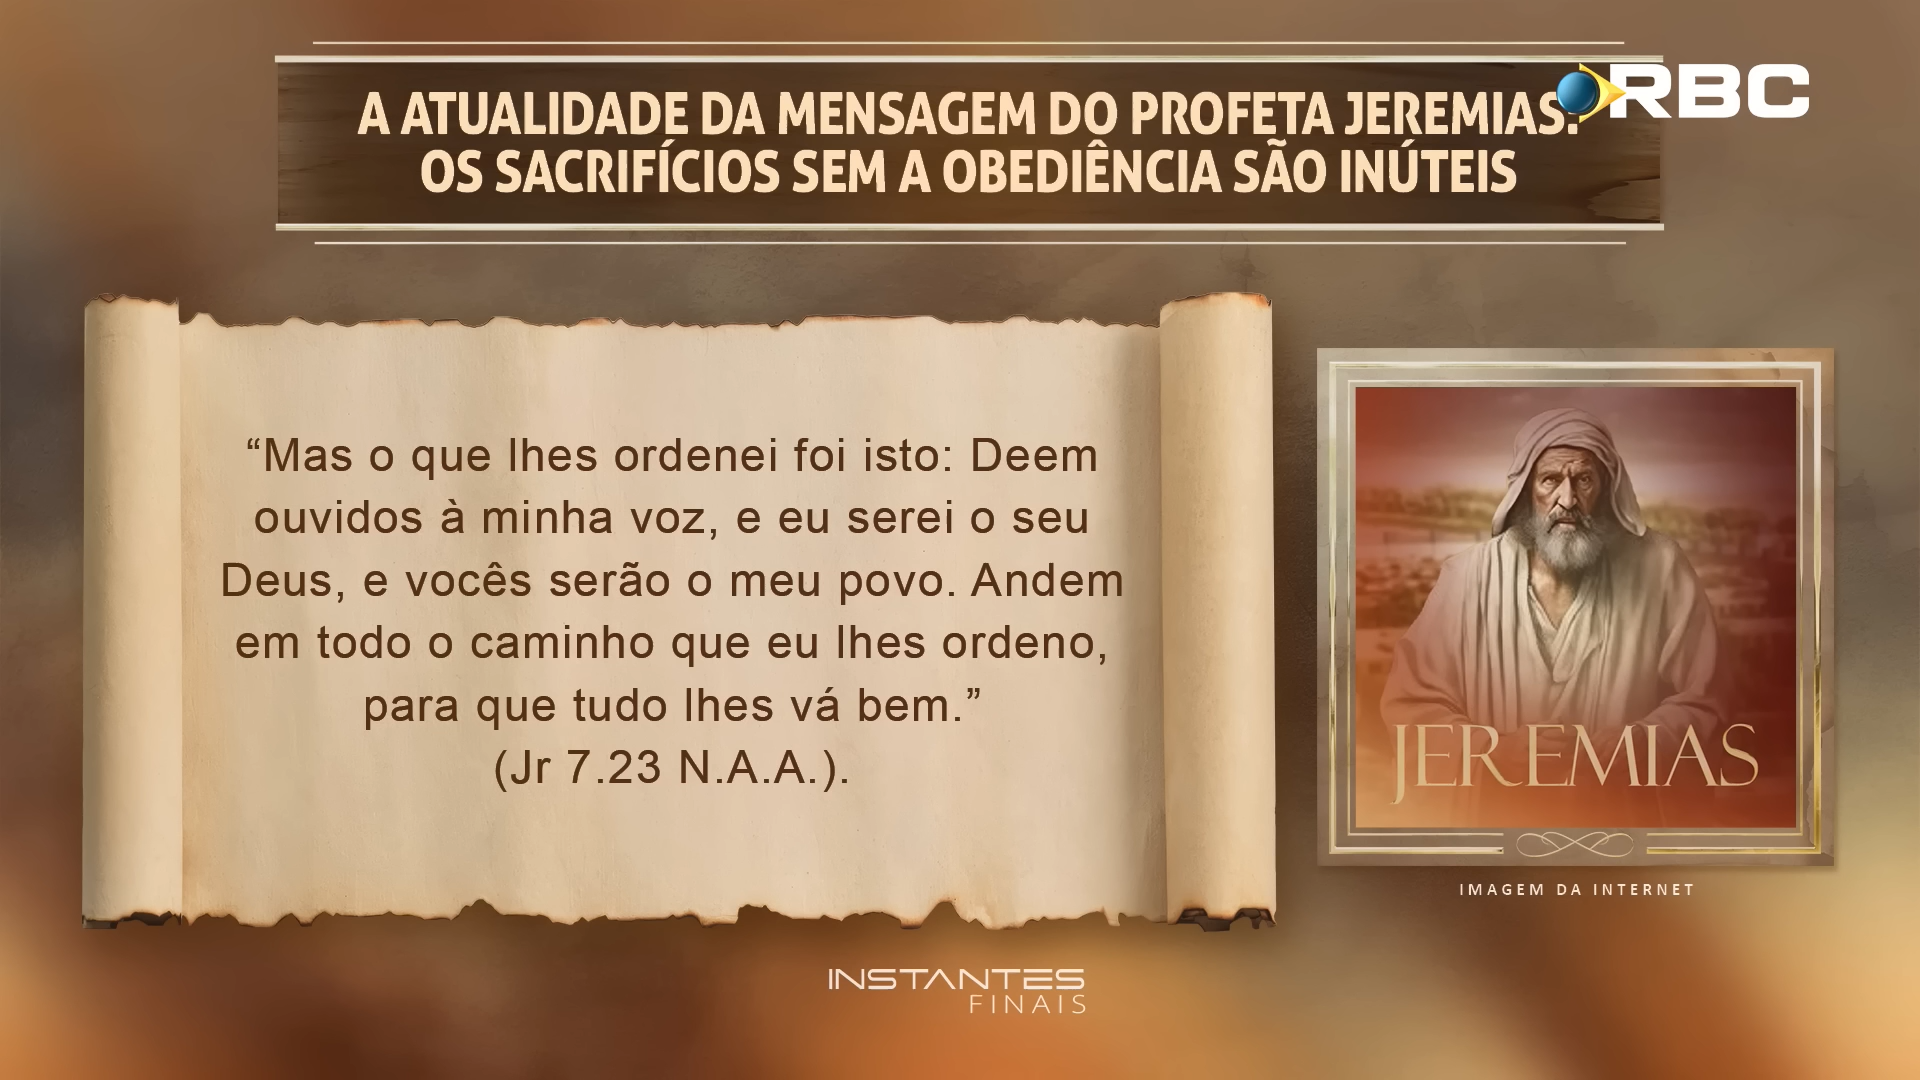 A ATUALIDADE DA MENSAGEM DO PROFETA JEREMIAS:
RBC
OS SACRIFÍCIOS SEM A OBEDIÊNCIA SÃO INÚTEIS
“Mas o que lhes ordenei foi isto: Deem
ouvidos à minha voz, e eu serei o seu
Deus, e vocês serão o meu povo. Andem
em todo o caminho que eu lhes ordeno,
para que tudo lhes vá bem.”
(Jr 7.23 N.A.A.).
JEREMIAS
IMAGEM DA INTERNET
INSTANTES
FINAIS